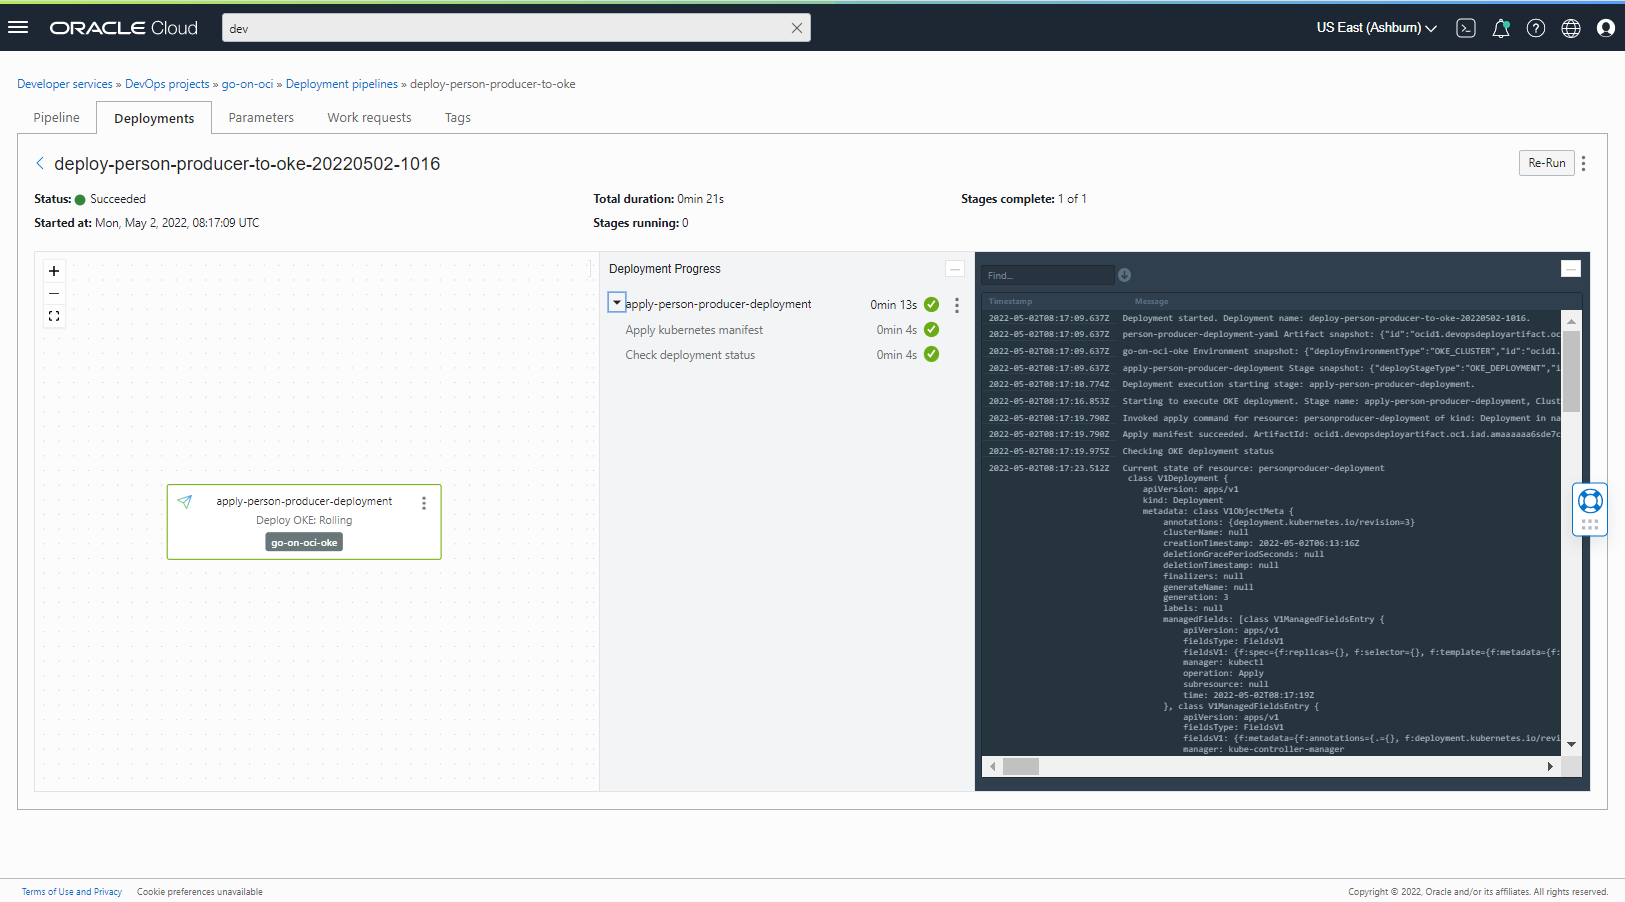 ORACLE Cloud
dev
US East (Ashburn)
Developer services » DevOps projects » go-on-oci » Deployment pipelines » deploy-person-producer-to-oke
Pipeline
Deployments
Parameters
Work requests
Tags
deploy-person-producer-to-oke-20220502-1016
Re-Run
Status: Succeeded
Total duration: 0min 21s
Stages complete: 1 of 1
Started at: Mon, May 2, 2022, 08:17:09 UTC
Stages running: 0
apply-person-producer-deployment
Deploy OKE: Rolling
go-on-oci-oke
Deployment Progress
apply-person-producer-deployment 0min 13s
Apply kubernetes manifest 0min 4s
Check deployment status 0min 4s
Find...
Timestamp Message
2022-05-02T08:17:09.637Z Deployment started. Deployment name: deploy-person-producer-to-oke-20220502-1016.
2022-05-02T08:17:09.637Z person-producer-deployment-yaml Artifact snapshot: {"id":"ocid1.devopsdeployartifact.oc
2022-05-02T08:17:09.637Z go-on-oci-oke Environment snapshot: {"deployEnvironmentType":"OKE_CLUSTER","id":"ocid1.
2022-05-02T08:17:09.637Z apply-person-producer-deployment Stage snapshot: {"deployStageType":"OKE_DEPLOYMENT","i
2022-05-02T08:17:10.774Z Deployment execution starting stage: apply-person-producer-deployment.
2022-05-02T08:17:16.853Z Starting to execute OKE deployment. Stage name: apply-person-producer-deployment, Clust
2022-05-02T08:17:19.790Z Invoked apply command for resource: personproducer-deployment of kind: Deployment in na
2022-05-02T08:17:19.790Z Apply manifest succeeded. ArtifactId: ocid1.devopsdeployartifact.oc1.iad.amaaaaaa6sde7c
2022-05-02T08:17:19.975Z Checking OKE deployment status
2022-05-02T08:17:23.512Z Current state of resource: personproducer-deployment
class V1Deployment {
apiVersion: apps/v1
kind: Deployment
metadata: class V1ObjectMeta {
annotations: {deployment.kubernetes.io/revision=3}
clusterName: null
creationTimestamp: 2022-05-02T06:13:16Z
deletionGracePeriodSeconds: null
deletionTimestamp: null
finalizers: null
generateName: null
generation: 3
labels: null
managedFields: [class V1ManagedFieldsEntry {
apiVersion: apps/v1
fieldsType: FieldsV1
fieldsV1: {f:spec={f:replicas={}, f:selector={}, f:template={f:metadata={f:
manager: kubectl
operation: Apply
subresource: null
time: 2022-05-02T08:17:19Z
}, class V1ManagedFieldsEntry {
apiVersion: apps/v1
fieldsType: FieldsV1
fieldsV1: {f:metadata={f:annotations={.={}, f:deployment.kubernetes.io/revi
manager: kube-controller-manager
Terms of Use and Privacy Cookie preferences unavailable
Copyright © 2022, Oracle and/or its affiliates. All rights reserved.